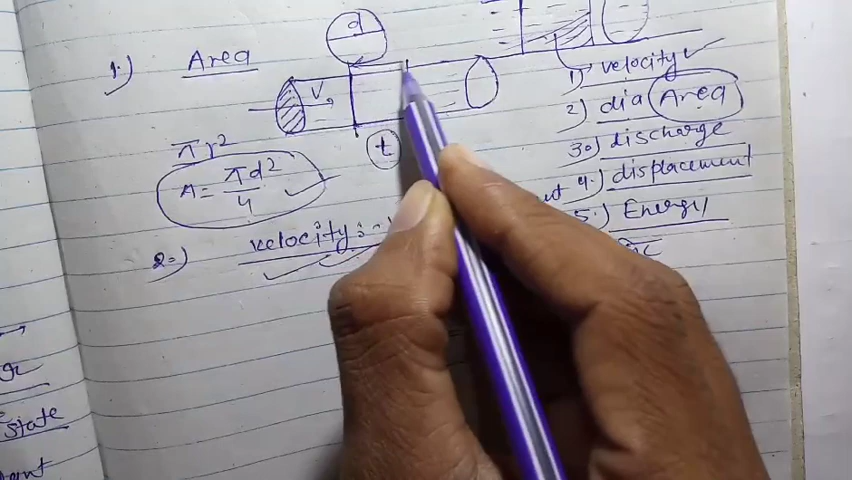 1.) Area
d
V
t
πr²
A = πd²/4
2.) velocity :-
1) velocity
2) dia Area
3.) discharge
4.) displacement
5.) Energy
state